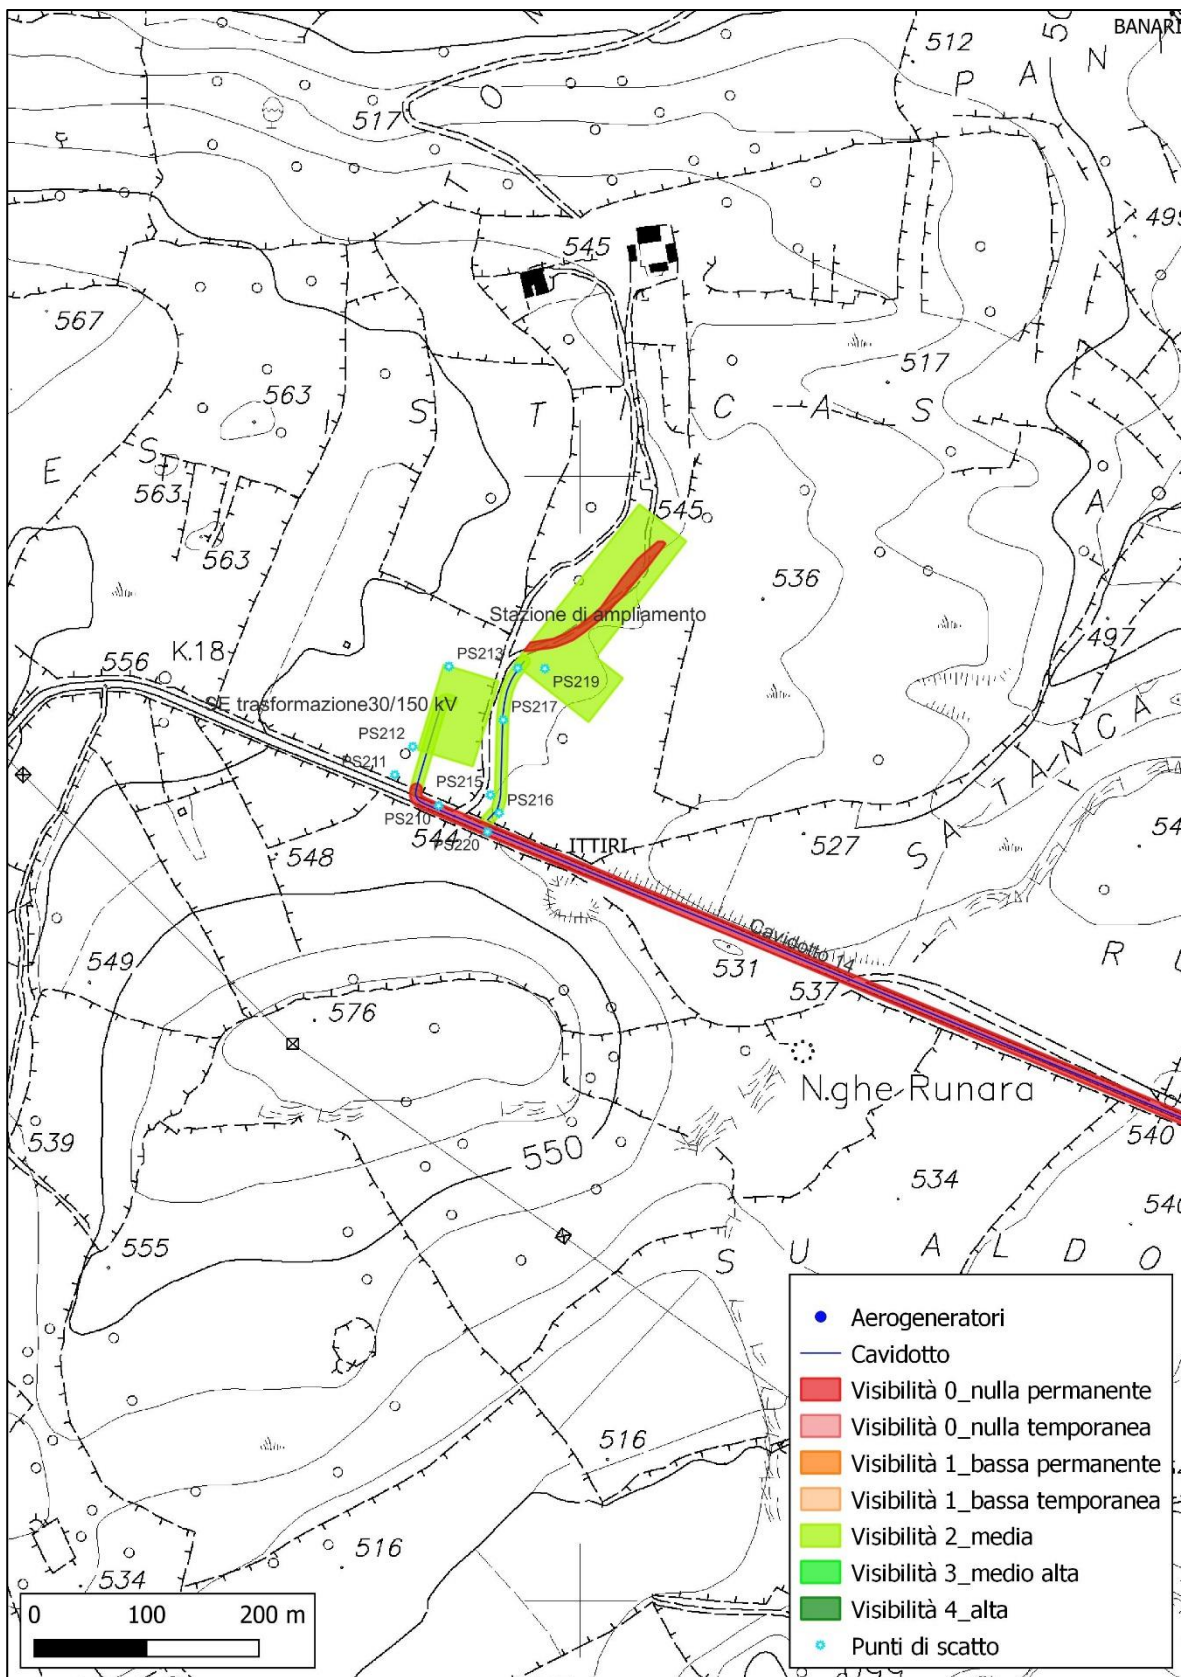 BANARI
512
P A N
517
545
499
567
517
563
S T I C A S
E S
563
563
545
536
Stazione di ampliamento
497
K.18
556
PS213
PS219
SE trasformazione30/150 kV
PS217
PS212
PS211
PS215
PS216
PS210
544
PS220
ITTIRI
527
SA TANCA
548
Cavidotto 14
549
531
537
R
576
N.ghe Runara
539
550
540
534
555
S U A L D O
516
516
534
Aerogeneratori
Cavidotto
Visibilità 0_nulla permanente
Visibilità 0_nulla temporanea
Visibilità 1_bassa permanente
Visibilità 1_bassa temporanea
Visibilità 2_media
Visibilità 3_medio alta
Visibilità 4_alta
Punti di scatto
0 100 200 m